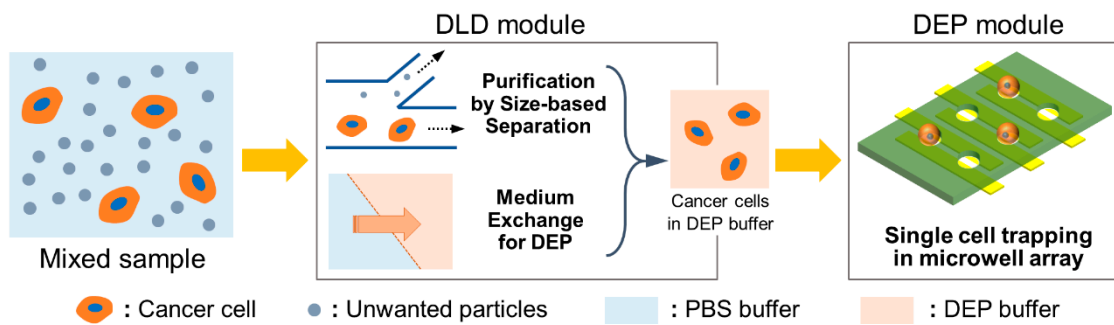 DLD module
DEP module
Purification
by Size-based
Separation
Medium
Exchange
for DEP
Cancer cells
in DEP buffer
Single cell trapping
in microwell array
Mixed sample
: Cancer cell
: Unwanted particles
: PBS buffer
: DEP buffer